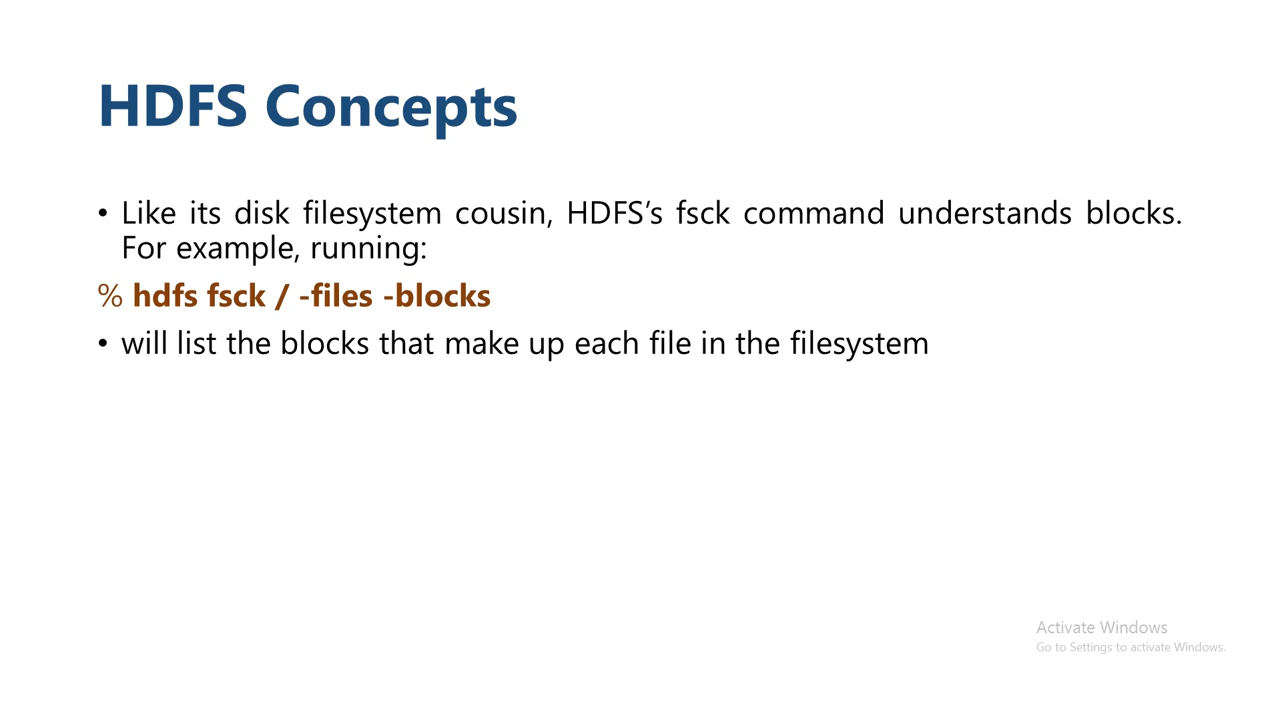 HDFS Concepts
• Like its disk filesystem cousin, HDFS’s fsck command understands blocks.
For example, running:
% hdfs fsck / -files -blocks
• will list the blocks that make up each file in the filesystem
Activate Windows
Go to Settings to activate Windows.